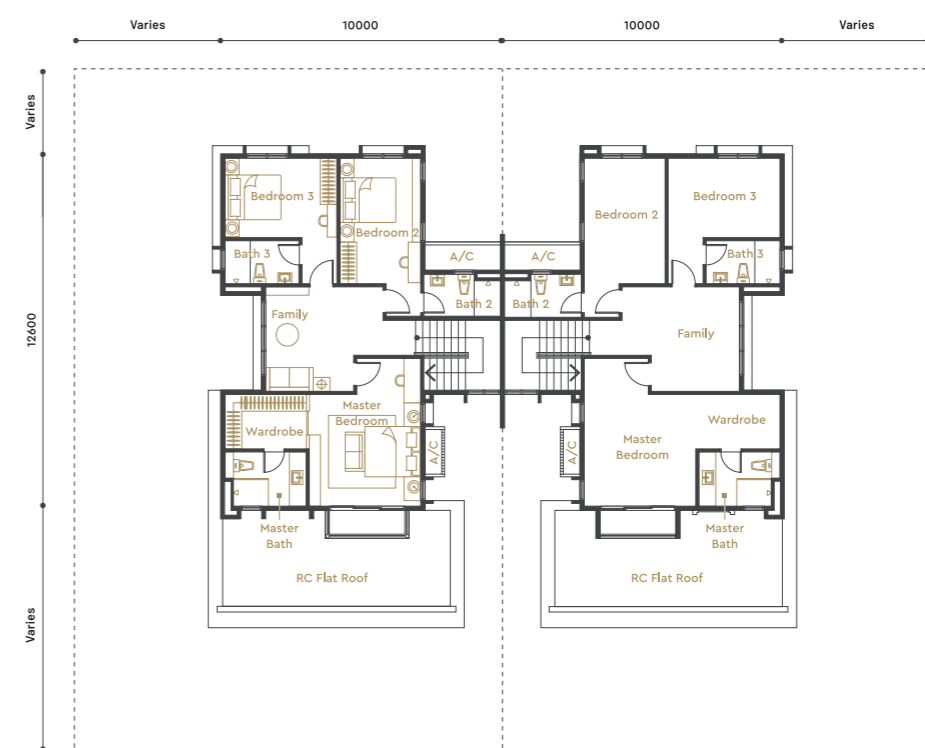 Varies
10000
10000
Varies
Varies
12600
Varies
Bedroom 3
Bedroom 2
Bedroom 2
Bedroom 3
Bath 3
A/C
A/C
Bath 3
Bath 2
Bath 2
Family
Family
Master
Bedroom
Wardrobe
Wardrobe
Master
Bedroom
A/C
A/C
Master
Bath
Master
Bath
RC Flat Roof
RC Flat Roof